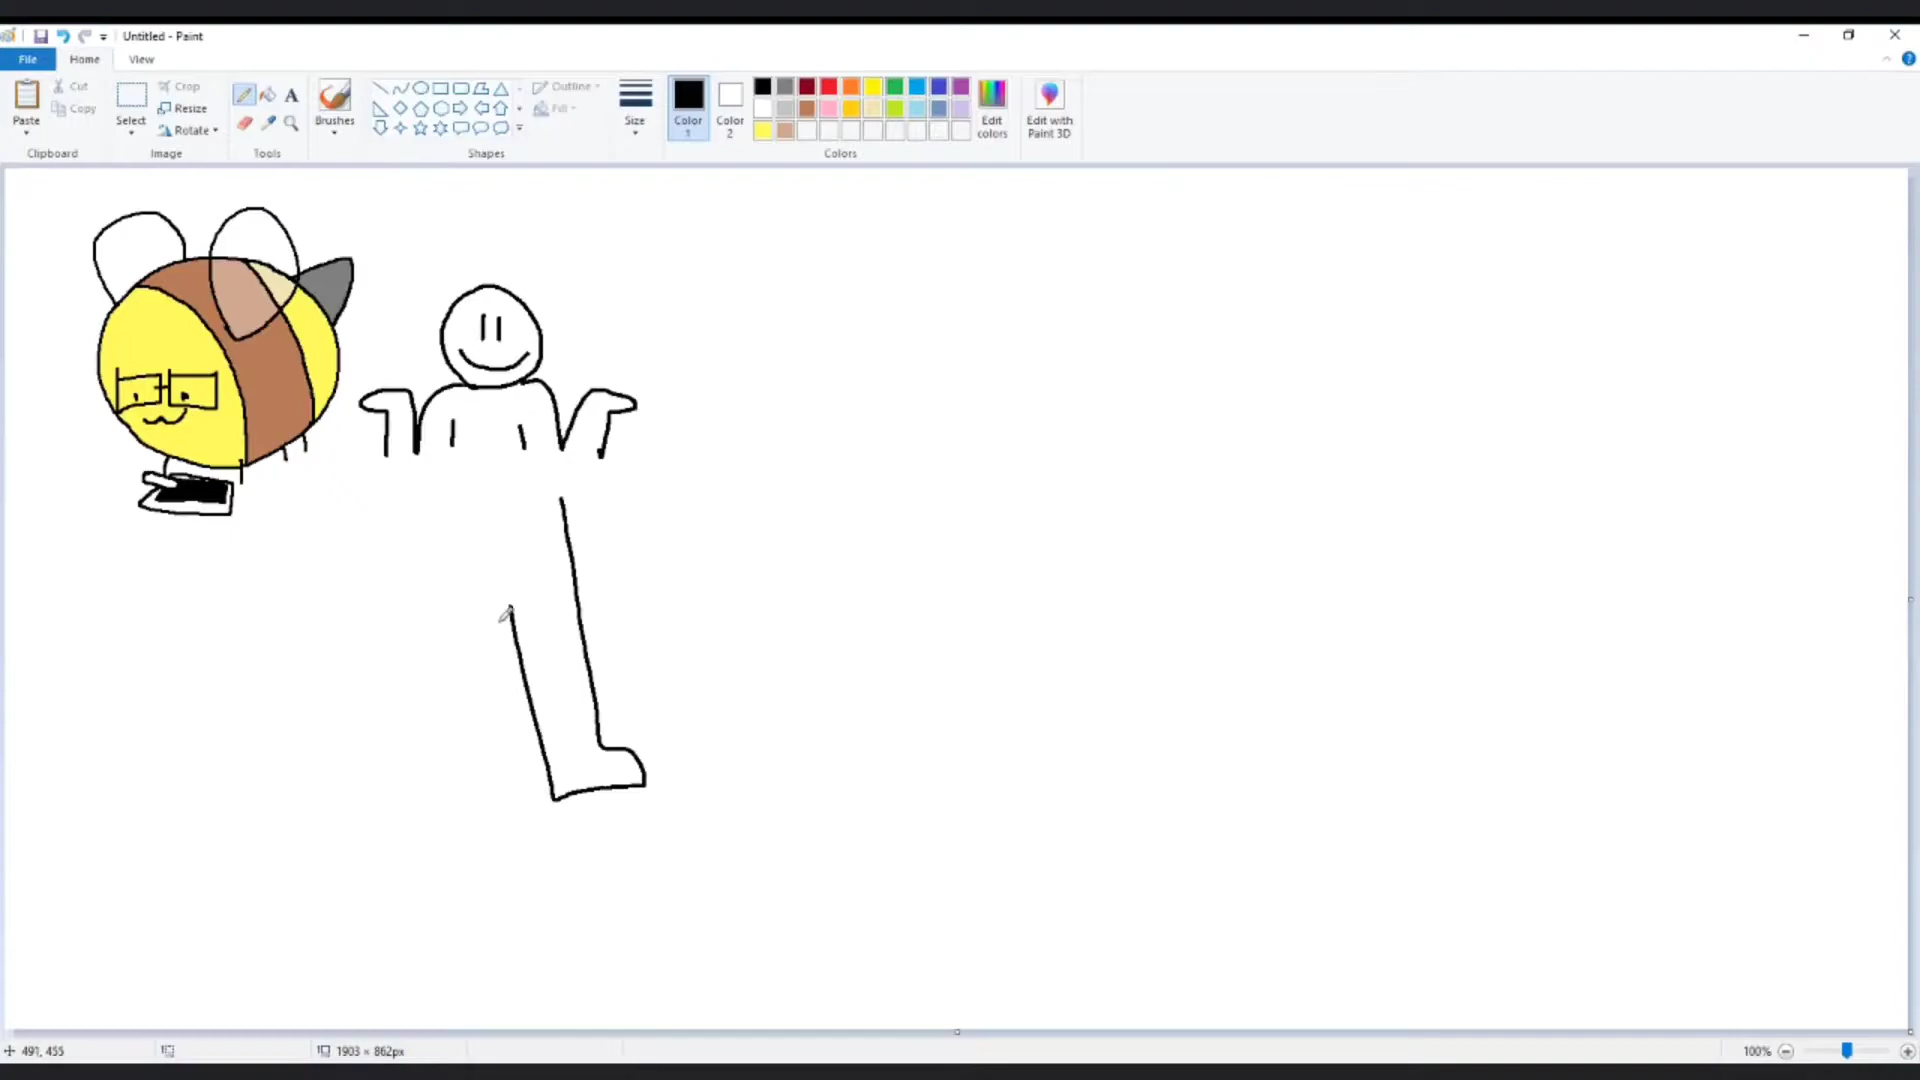 Untitled - Paint
File Home View
Paste
Cut
Copy
Clipboard
Select
Crop
Resize
Rotate
Image
A
Tools
Brushes
Outline
Fill
Shapes
Size
Color 1
Color 2
Edit colors
Edit with Paint 3D
Colors
491, 455
1903 × 862px
100%